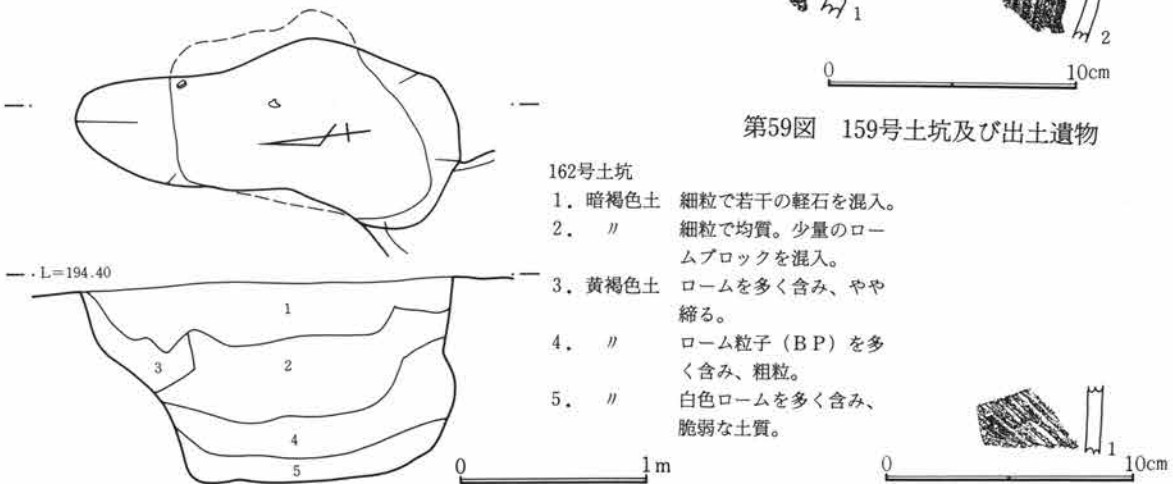 1
2
0 10cm
第59図 159号土坑及び出土遺物
162号土坑
1. 暗褐色土 細粒で若干の軽石を混入。
2. 〃 細粒で均質。少量のロー
ムブロックを混入。
3. 黄褐色土 ロームを多く含み、やや
締る。
4. 〃 ローム粒子（BP）を多
く含み、粗粒。
5. 〃 白色ロームを多く含み、
脆弱な土質。
L=194.40
1
3
2
4
5
0 1m
1
0 10cm